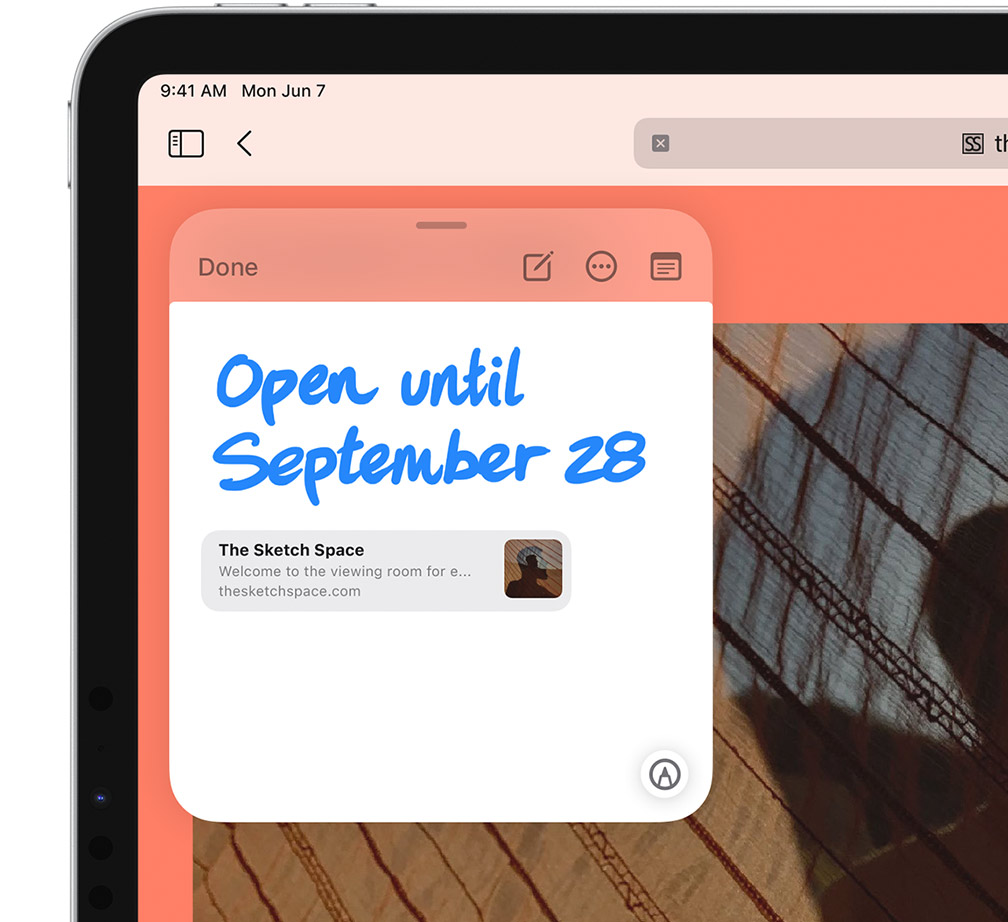 9:41 AM Mon Jun 7
SS
Done
Open until
September 28
The Sketch Space
Welcome to the viewing room for e...
thesketchspace.com